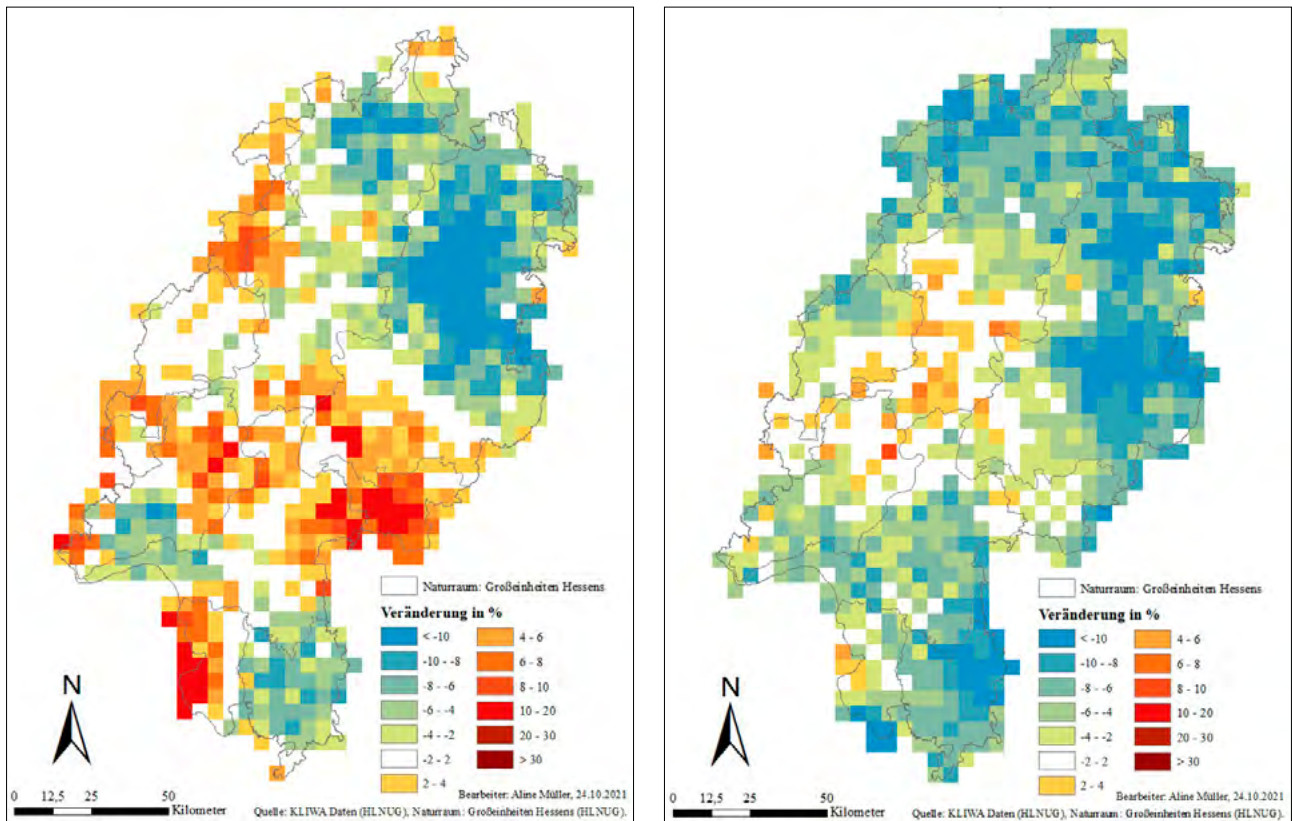 Naturraum: Großeinheiten Hessens
Veränderung in %
< -10
-10 - -8
-8 - -6
-6 - -4
-4 - -2
-2 - 2
2 - 4
4 - 6
6 - 8
8 - 10
10 - 20
20 - 30
> 30
N
0 12,5 25 50
Kilometer
Bearbeiter: Aline Müller, 24.10.2021
Quelle: KLIWA Daten (HLNUG), Naturraum: Großeinheiten Hessens (HLNUG).
Naturraum: Großeinheiten Hessens
Veränderung in %
< -10
-10 - -8
-8 - -6
-6 - -4
-4 - -2
-2 - 2
2 - 4
4 - 6
6 - 8
8 - 10
10 - 20
20 - 30
> 30
N
0 12,5 25 50
Kilometer
Bearbeiter: Aline Müller, 24.10.2021
Quelle: KLIWA Daten (HLNUG), Naturraum: Großeinheiten Hessens (HLNUG).